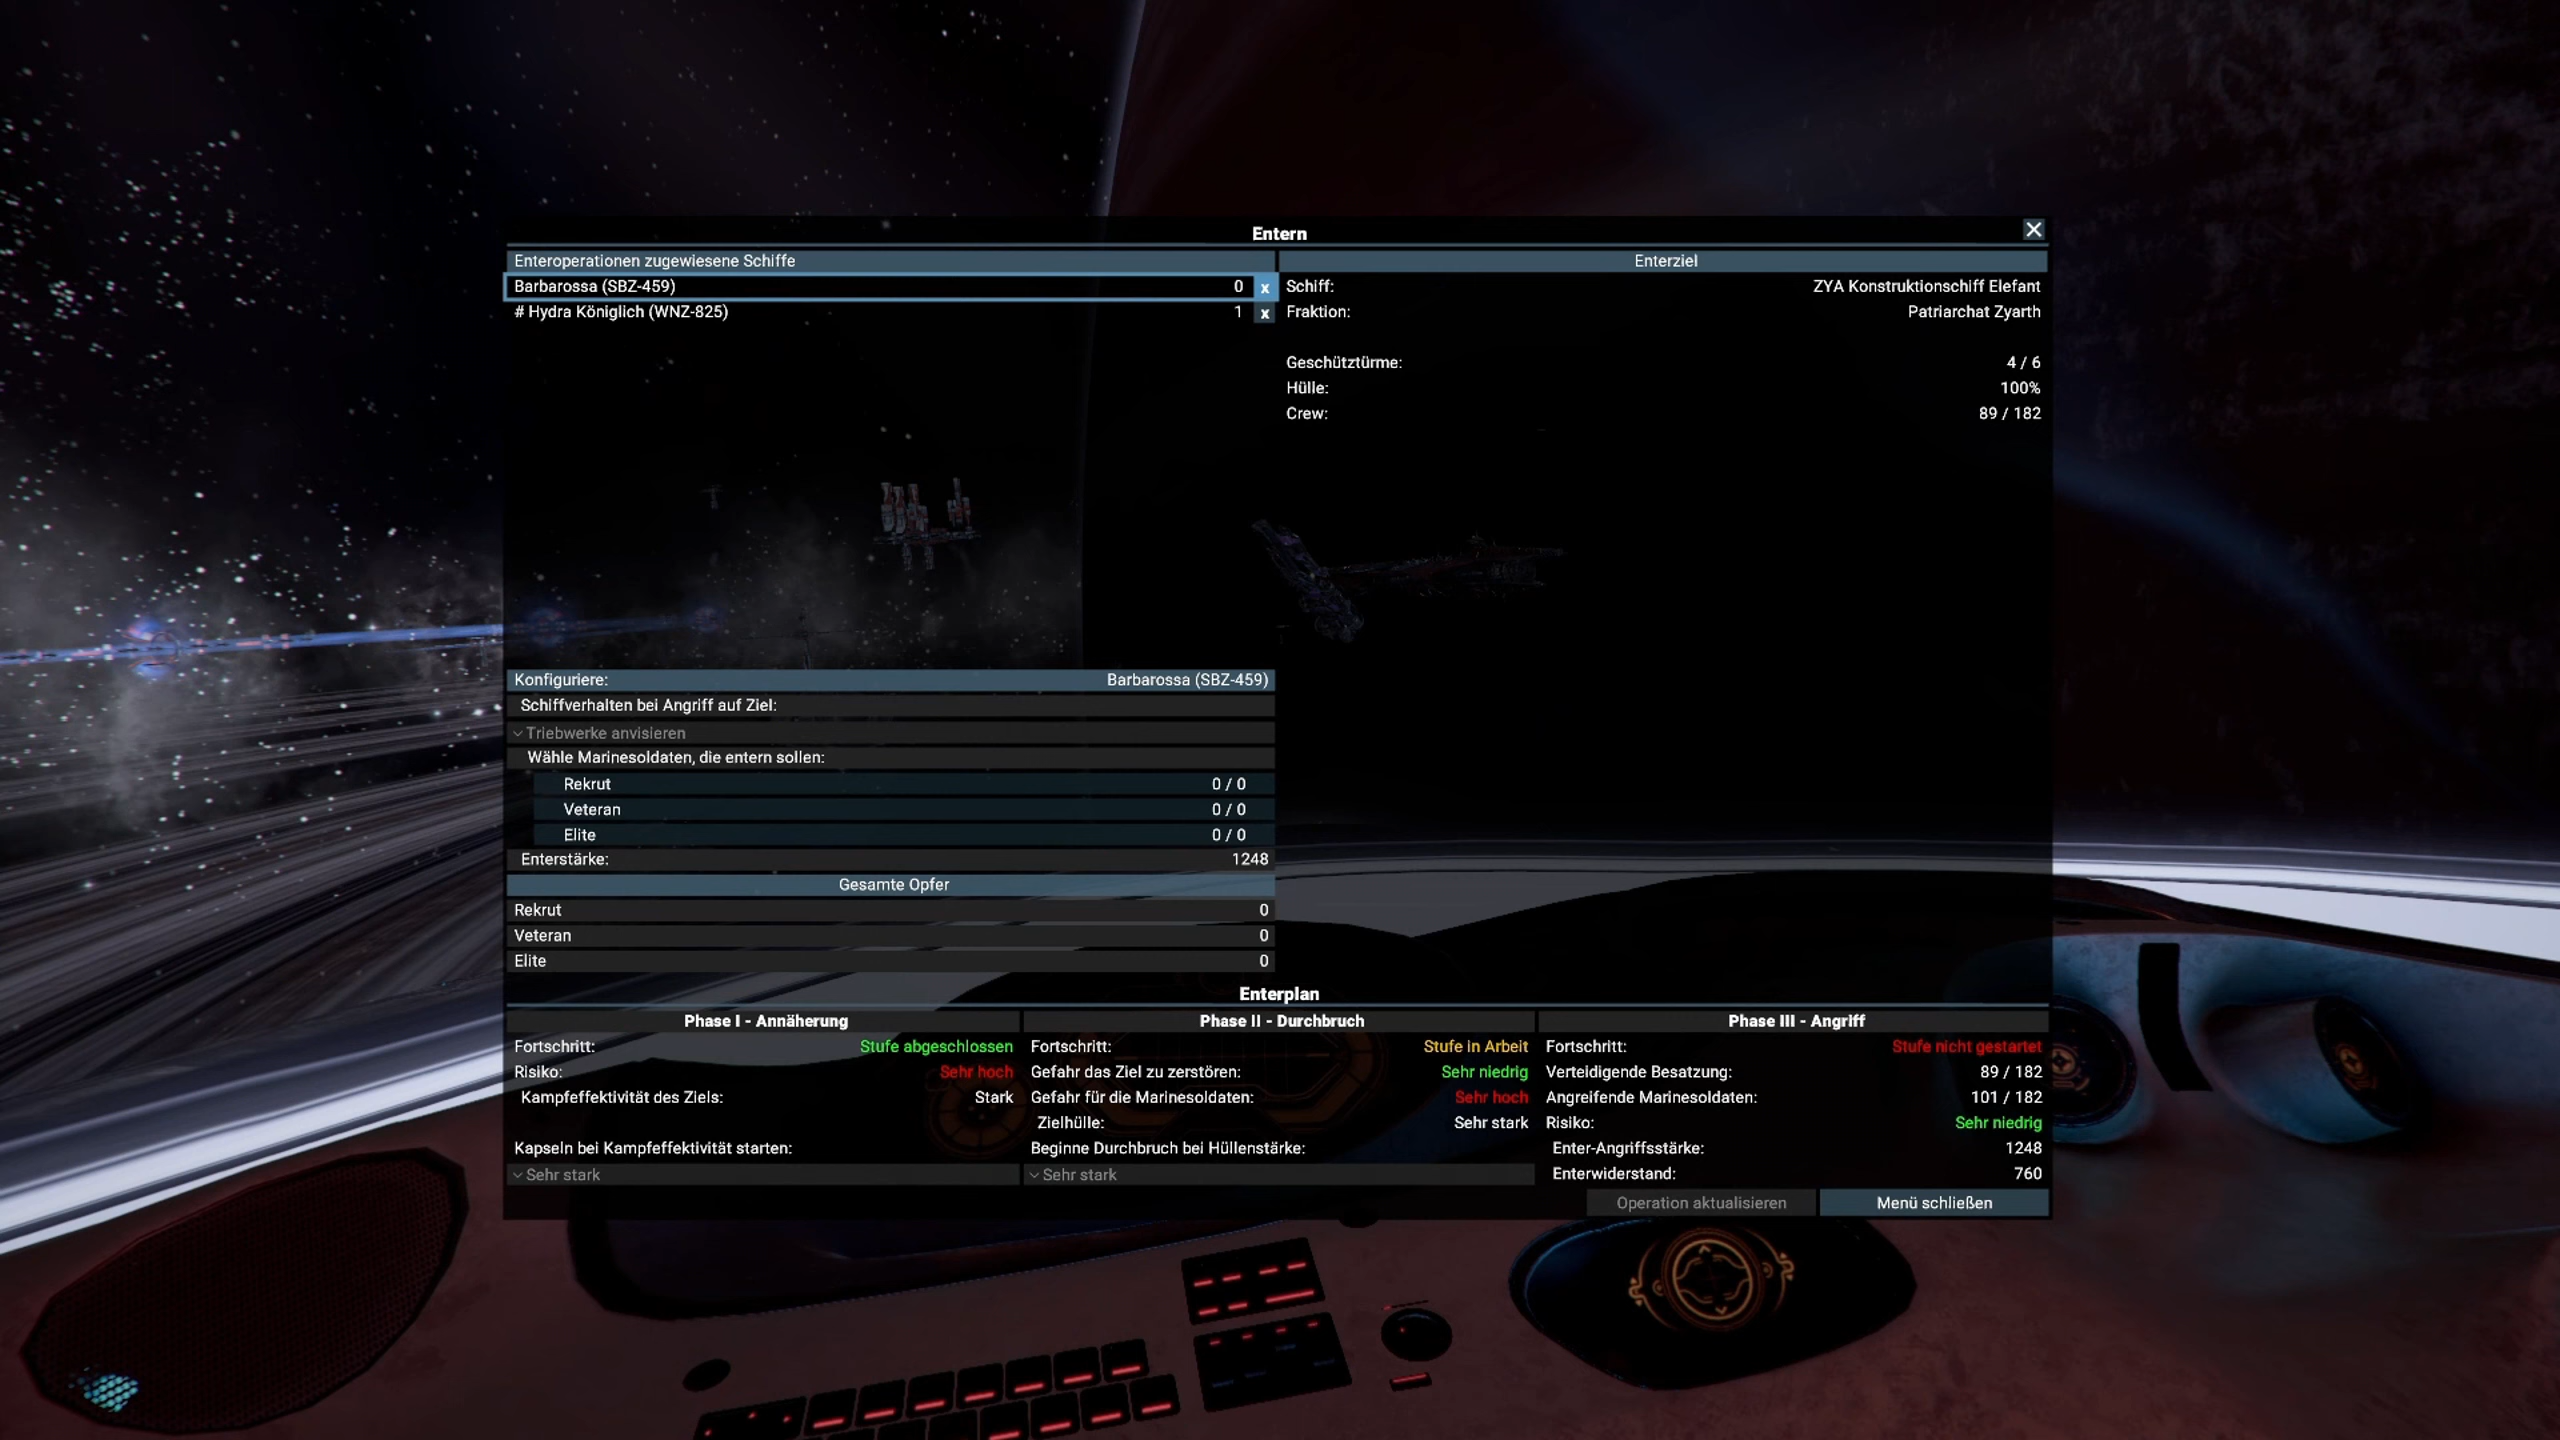 Entern
Enteroperationen zugewiesene Schiffe
Barbarossa (SBZ-459) 0 x
# Hydra Königlich (WNZ-825) 1 x
Enterziel
Schiff: ZYA Konstruktionschiff Elefant
Fraktion: Patriarchat Zyarth
Geschütztürme: 4 / 6
Hülle: 100%
Crew: 89 / 182
Konfiguriere: Barbarossa (SBZ-459)
Schiffverhalten bei Angriff auf Ziel:
Triebwerke anvisieren
Wähle Marinesoldaten, die entern sollen:
Rekrut 0 / 0
Veteran 0 / 0
Elite 0 / 0
Enterstärke: 1248
Gesamte Opfer
Rekrut 0
Veteran 0
Elite 0
Enterplan
Phase I - Annäherung
Fortschritt: Stufe abgeschlossen
Risiko: Sehr hoch
Kampfeffektivität des Ziels: Stark
Kapseln bei Kampfeffektivität starten:
Sehr stark
Phase II - Durchbruch
Fortschritt: Stufe in Arbeit
Gefahr das Ziel zu zerstören: Sehr niedrig
Gefahr für die Marinesoldaten: Sehr hoch
Zielhülle: Sehr stark
Beginne Durchbruch bei Hüllenstärke:
Sehr stark
Phase III - Angriff
Fortschritt: Stufe nicht gestartet
Verteidigende Besatzung: 89 / 182
Angreifende Marinesoldaten: 101 / 182
Risiko: Sehr niedrig
Enter-Angriffsstärke: 1248
Enterwiderstand: 760
Operation aktualisieren
Menü schließen